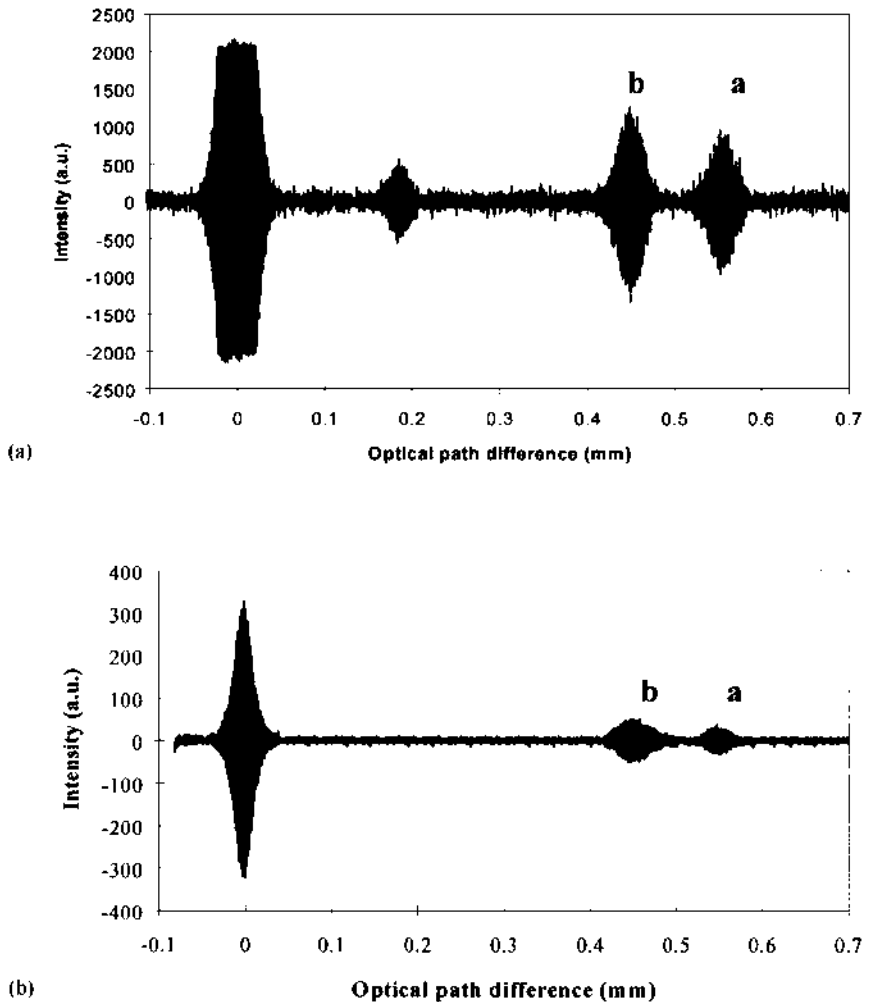 2500
2000
1500
1000
500
0
-500
-1000
-1500
-2000
-2500
Intensity (a.u.)
b
a
-0.1 0 0.1 0.2 0.3 0.4 0.5 0.6 0.7
Optical path difference (mm)
(a)
400
300
200
100
0
-100
-200
-300
-400
Intensity (a.u.)
b
a
-0.1 0 0.1 0.2 0.3 0.4 0.5 0.6 0.7
Optical path difference (mm)
(b)